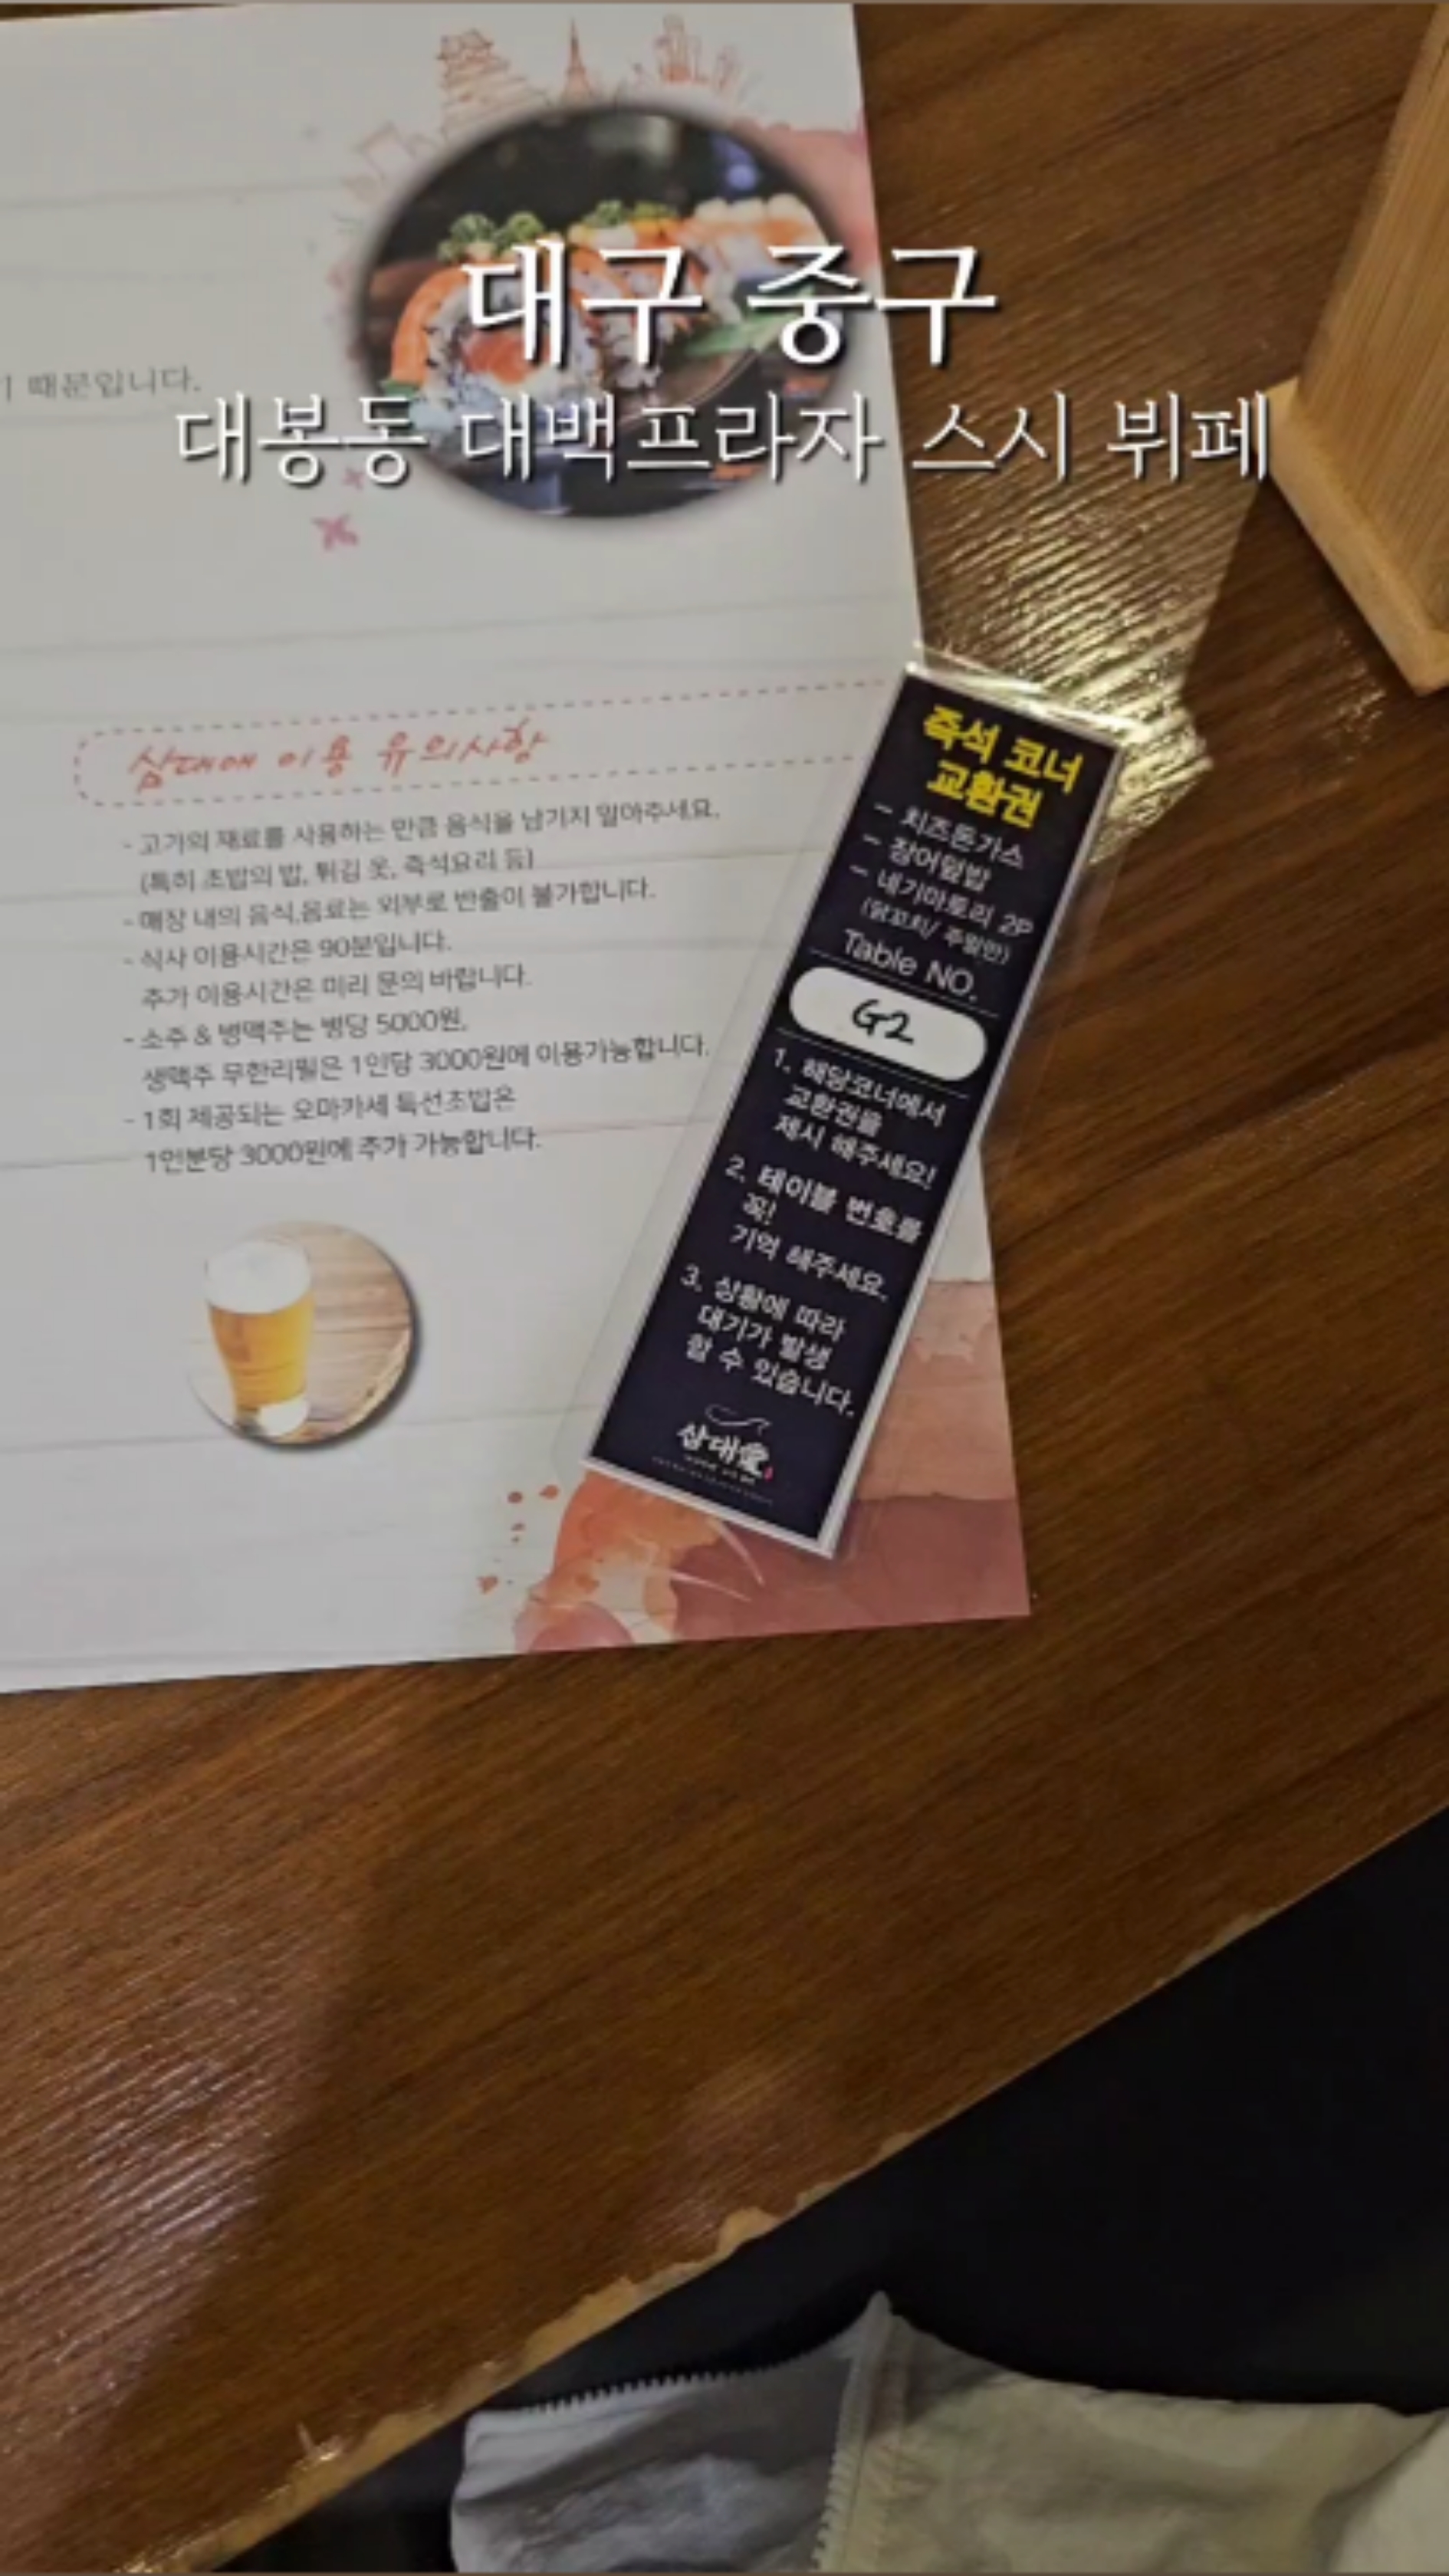 대구 중구
대봉동 대백프라자 스시 뷔페
때문입니다.
삼대애 이용 유의사항
- 고가의 재료를 사용하는 만큼 음식을 남기지 말아주세요.
(특히 초밥의 밥, 튀김 옷, 즉석요리 등)
- 매장 내의 음식,음료는 외부로 반출이 불가합니다.
- 식사 이용시간은 90분입니다.
추가 이용시간은 미리 문의 바랍니다.
- 소주 & 병맥주는 병당 5000원,
생맥주 무한리필은 1인당 3000원에 이용가능합니다.
- 1회 제공되는 오마카세 특선초밥은
1인분당 3000원에 추가 가능합니다.
즉석 코너
교환권
- 치즈돈가스
- 장어덮밥
- 네기마토리 2P
(닭꼬치/ 주말만)
Table NO.
G2
1. 해당코너에서
교환권을
제시 해주세요!
2. 테이블 번호를
꼭!
기억 해주세요.
3. 상황에 따라
대기가 발생
할 수 있습니다.
삼대愛